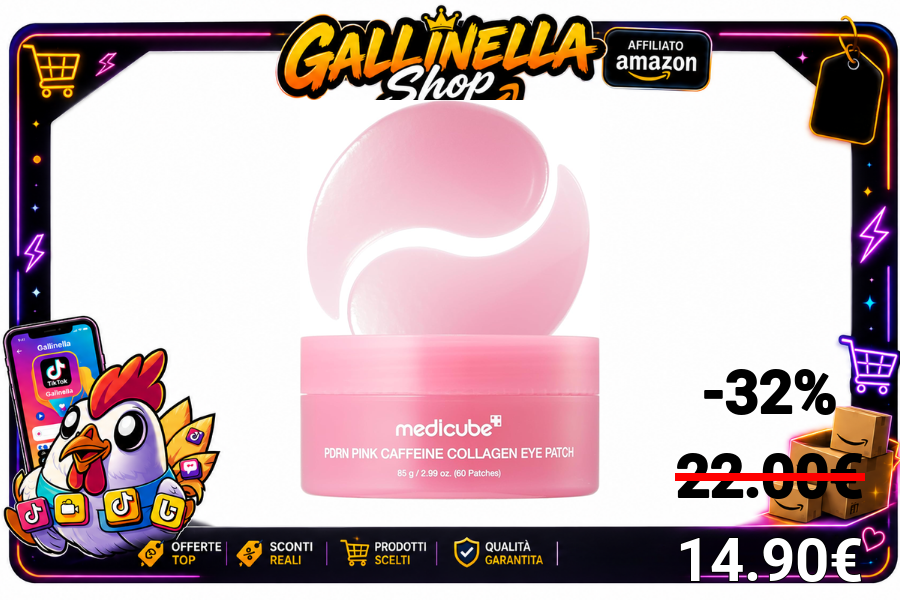 GALLINELLA
Shop
AFFILIATO
amazon
Gallinella
TikTok
Gallinella
medicube
PDRN PINK CAFFEINE COLLAGEN EYE PATCH
85 g / 2.99 oz. (60 Patches)
-32%
22.00€
14.90€
OFFERTE
TOP
SCONTI
REALI
PRODOTTI
SCELTI
QUALITÀ
GARANTITA